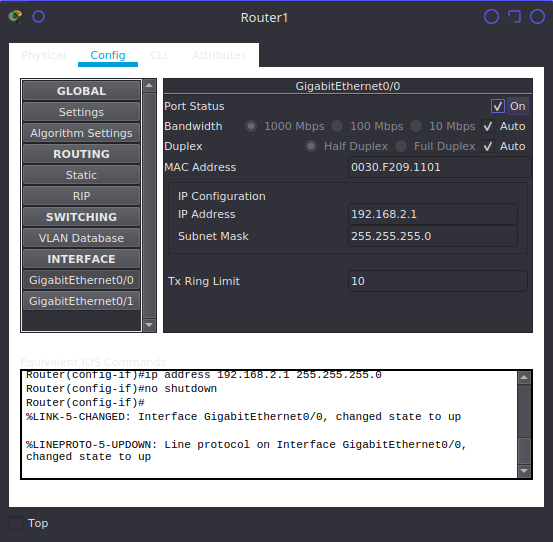 Router1
Physical Config CLI Attributes
GLOBAL
Settings
Algorithm Settings
ROUTING
Static
RIP
SWITCHING
VLAN Database
INTERFACE
GigabitEthernet0/0
GigabitEthernet0/1
GigabitEthernet0/0
Port Status On
Bandwidth 1000 Mbps 100 Mbps 10 Mbps Auto
Duplex Half Duplex Full Duplex Auto
MAC Address 0030.F209.1101
IP Configuration
IP Address 192.168.2.1
Subnet Mask 255.255.255.0
Tx Ring Limit 10
Equivalent IOS Commands
Router(config-if)#ip address 192.168.2.1 255.255.255.0
Router(config-if)#no shutdown
Router(config-if)#
%LINK-5-CHANGED: Interface GigabitEthernet0/0, changed state to up
%LINEPROTO-5-UPDOWN: Line protocol on Interface GigabitEthernet0/0,
changed state to up
Top